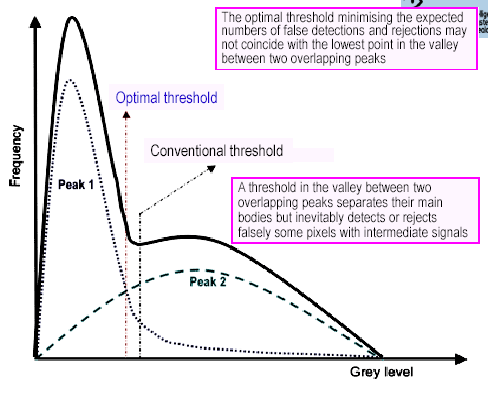 The optimal threshold minimising the expected
numbers of false detections and rejections may
not coincide with the lowest point in the valley
between two overlapping peaks
Optimal threshold
Conventional threshold
Frequency
Peak 1
A threshold in the valley between two
overlapping peaks separates their main
bodies but inevitably detects or rejects
falsely some pixels with intermediate signals
Peak 2
Grey level